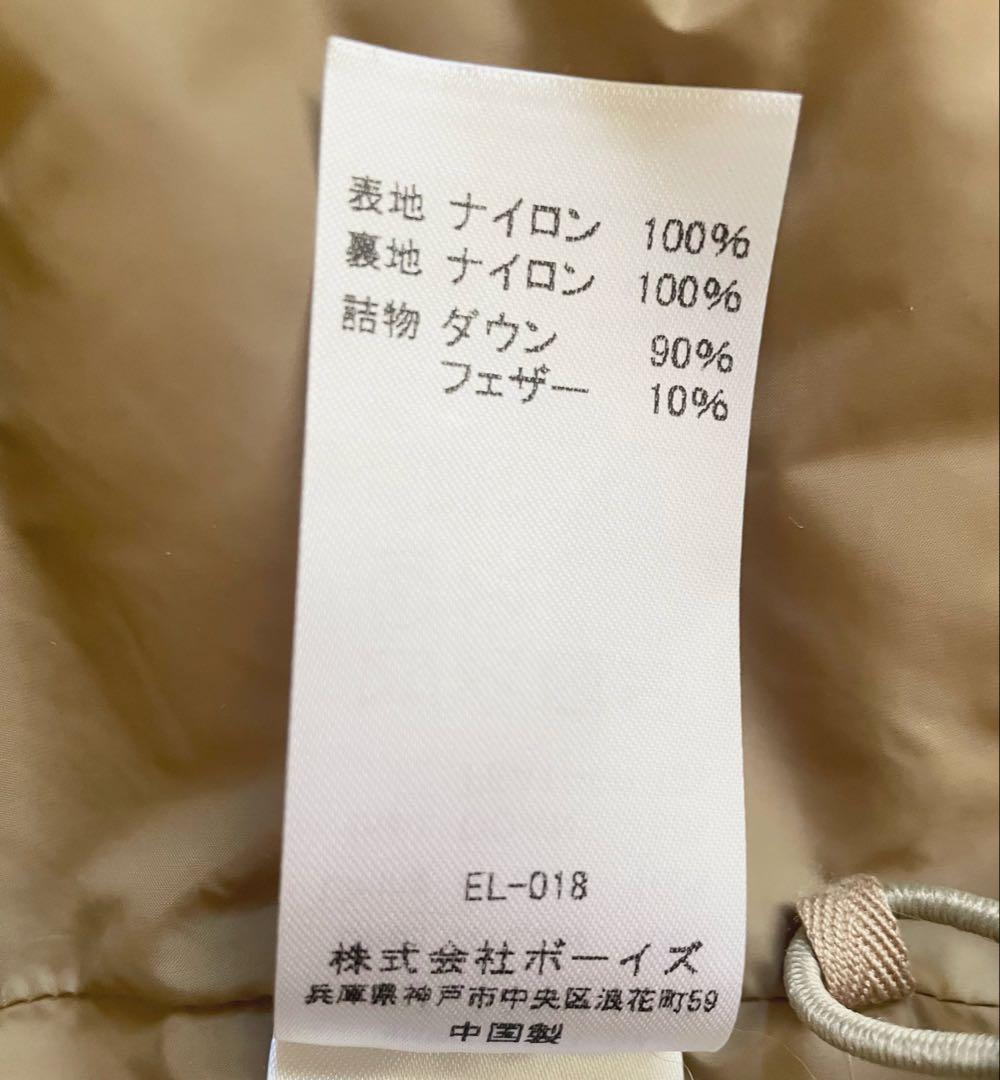 表地 ナイロン 100%
裏地 ナイロン 100%
詰物 ダウン 90%
フェザー 10%
EL-018
株式会社ボーイズ
兵庫県神戸市中央区浪花町59
中国製